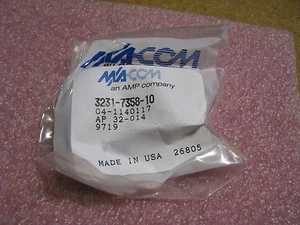 M/A-COM
M/A-COM
an AMP company
3231-7358-10
04-1140117
AP 32-014
9719
MADE IN USA 26805